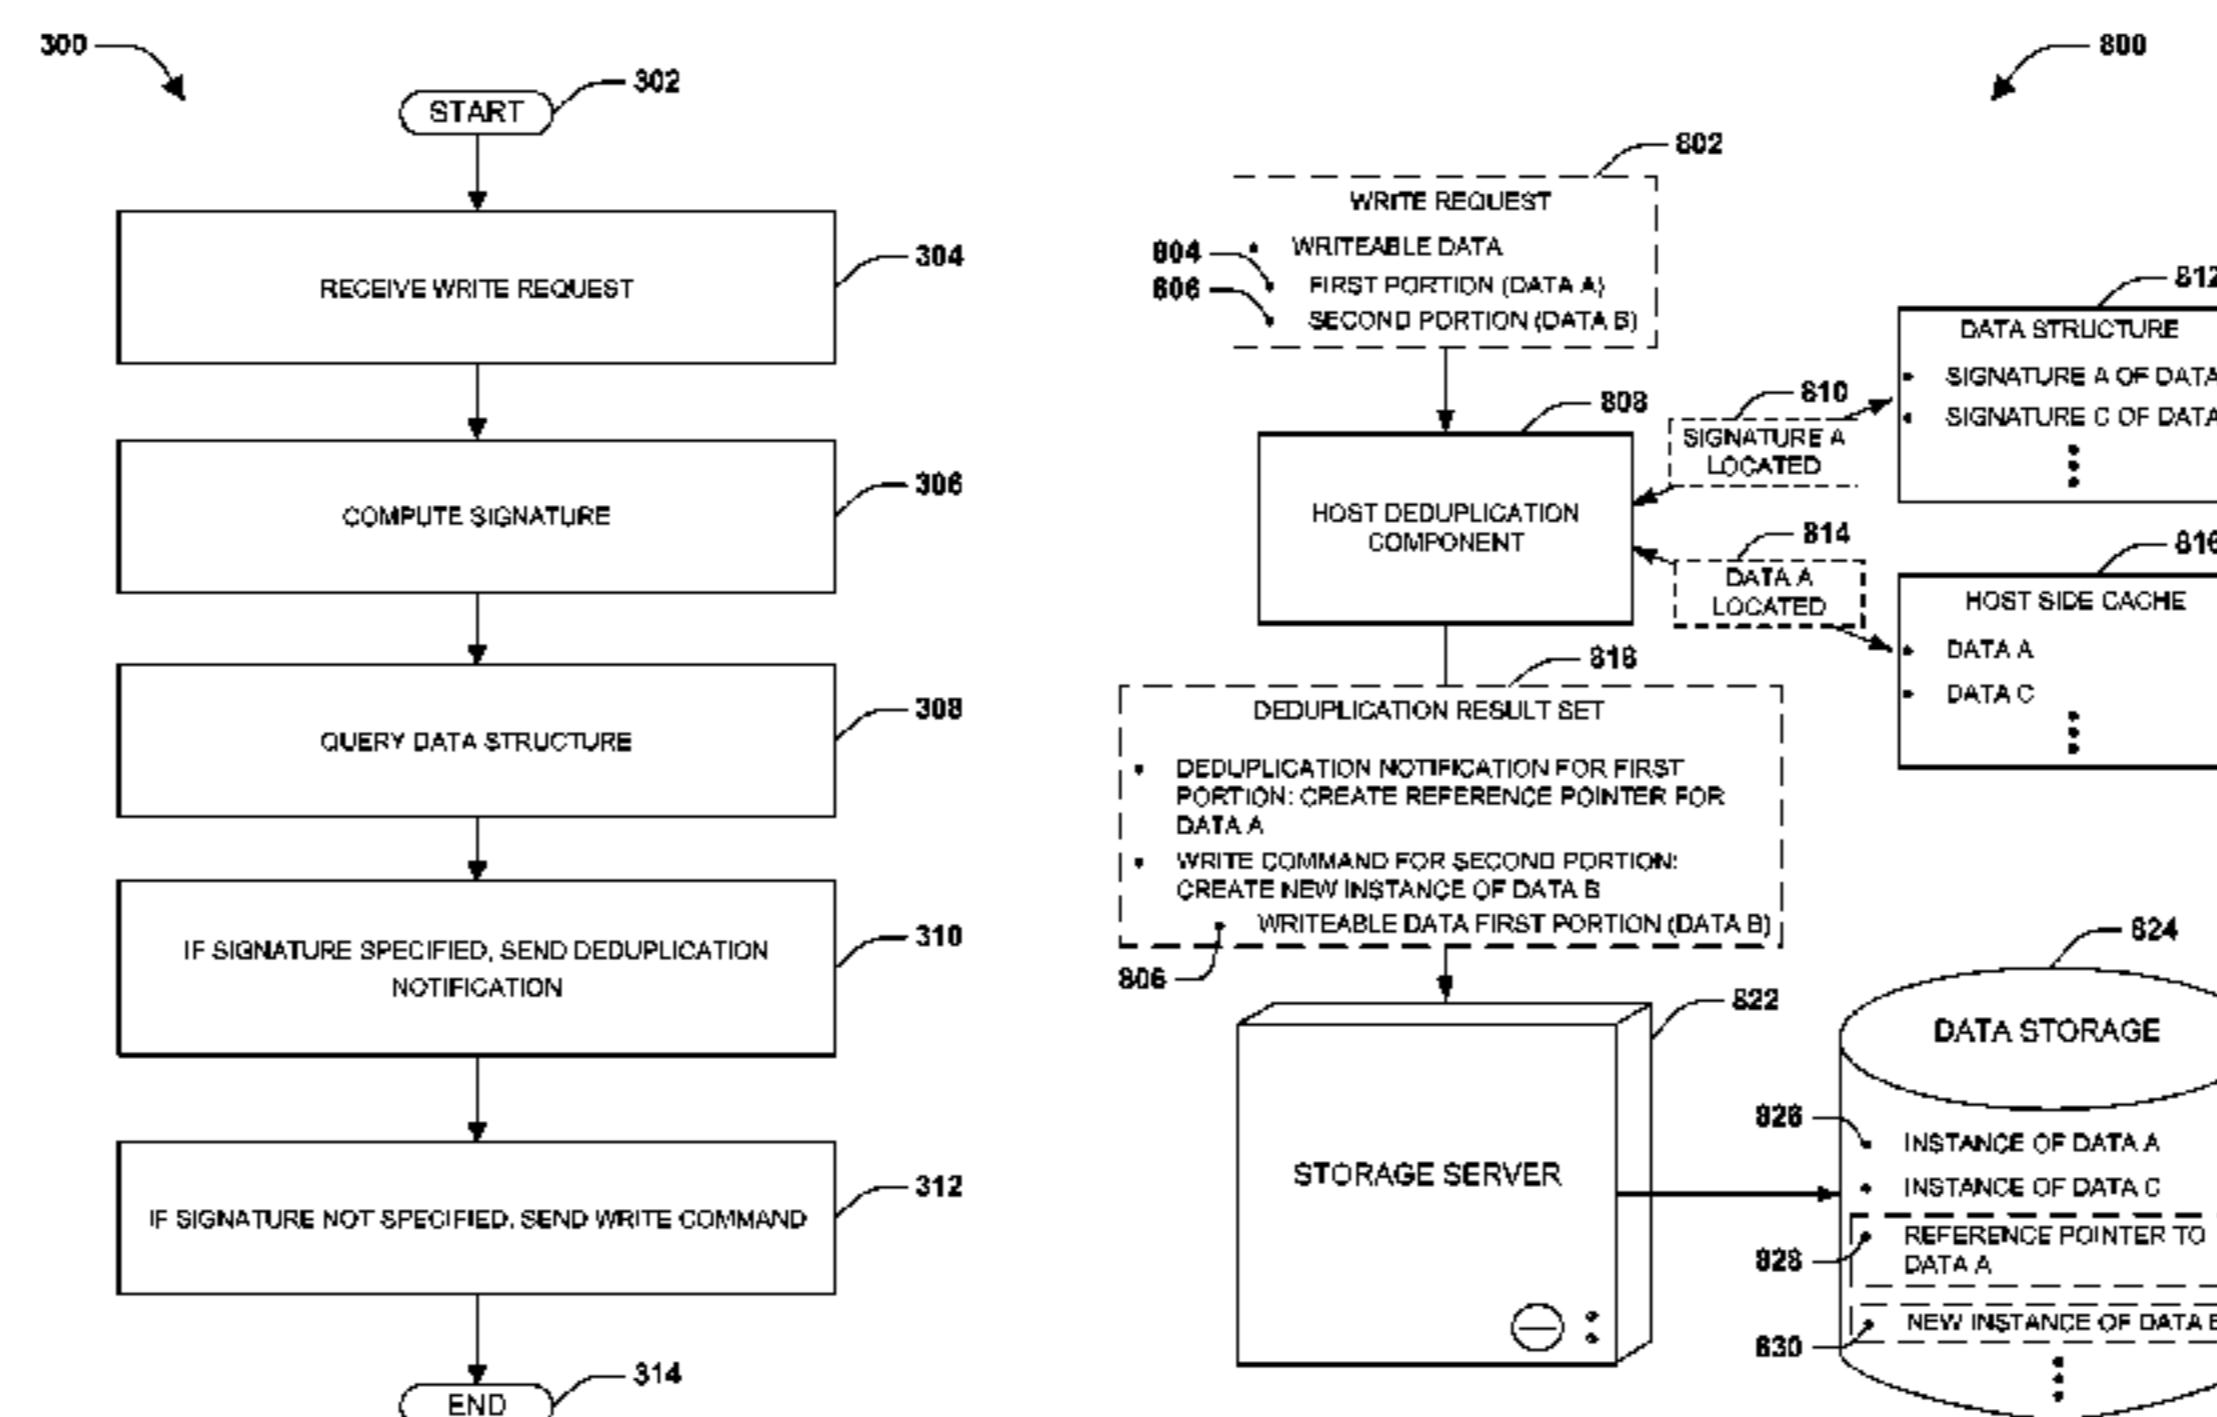 300
START
302
RECEIVE WRITE REQUEST
304
COMPUTE SIGNATURE
306
QUERY DATA STRUCTURE
308
IF SIGNATURE SPECIFIED, SEND DEDUPLICATION
NOTIFICATION
310
IF SIGNATURE NOT SPECIFIED, SEND WRITE COMMAND
312
END
314
800
802
WRITE REQUEST
• WRITEABLE DATA
804
• FIRST PORTION (DATA A)
806
• SECOND PORTION (DATA B)
808
HOST DEDUPLICATION
COMPONENT
810
SIGNATURE A
LOCATED
812
DATA STRUCTURE
• SIGNATURE A OF DATA
• SIGNATURE C OF DATA
814
DATA A
LOCATED
816
HOST SIDE CACHE
• DATA A
• DATA C
818
DEDUPLICATION RESULT SET
• DEDUPLICATION NOTIFICATION FOR FIRST
PORTION: CREATE REFERENCE POINTER FOR
DATA A
• WRITE COMMAND FOR SECOND PORTION:
CREATE NEW INSTANCE OF DATA B
• WRITEABLE DATA FIRST PORTION (DATA B)
806
822
STORAGE SERVER
824
DATA STORAGE
826
• INSTANCE OF DATA A
• INSTANCE OF DATA C
828
• REFERENCE POINTER TO
DATA A
830
• NEW INSTANCE OF DATA B